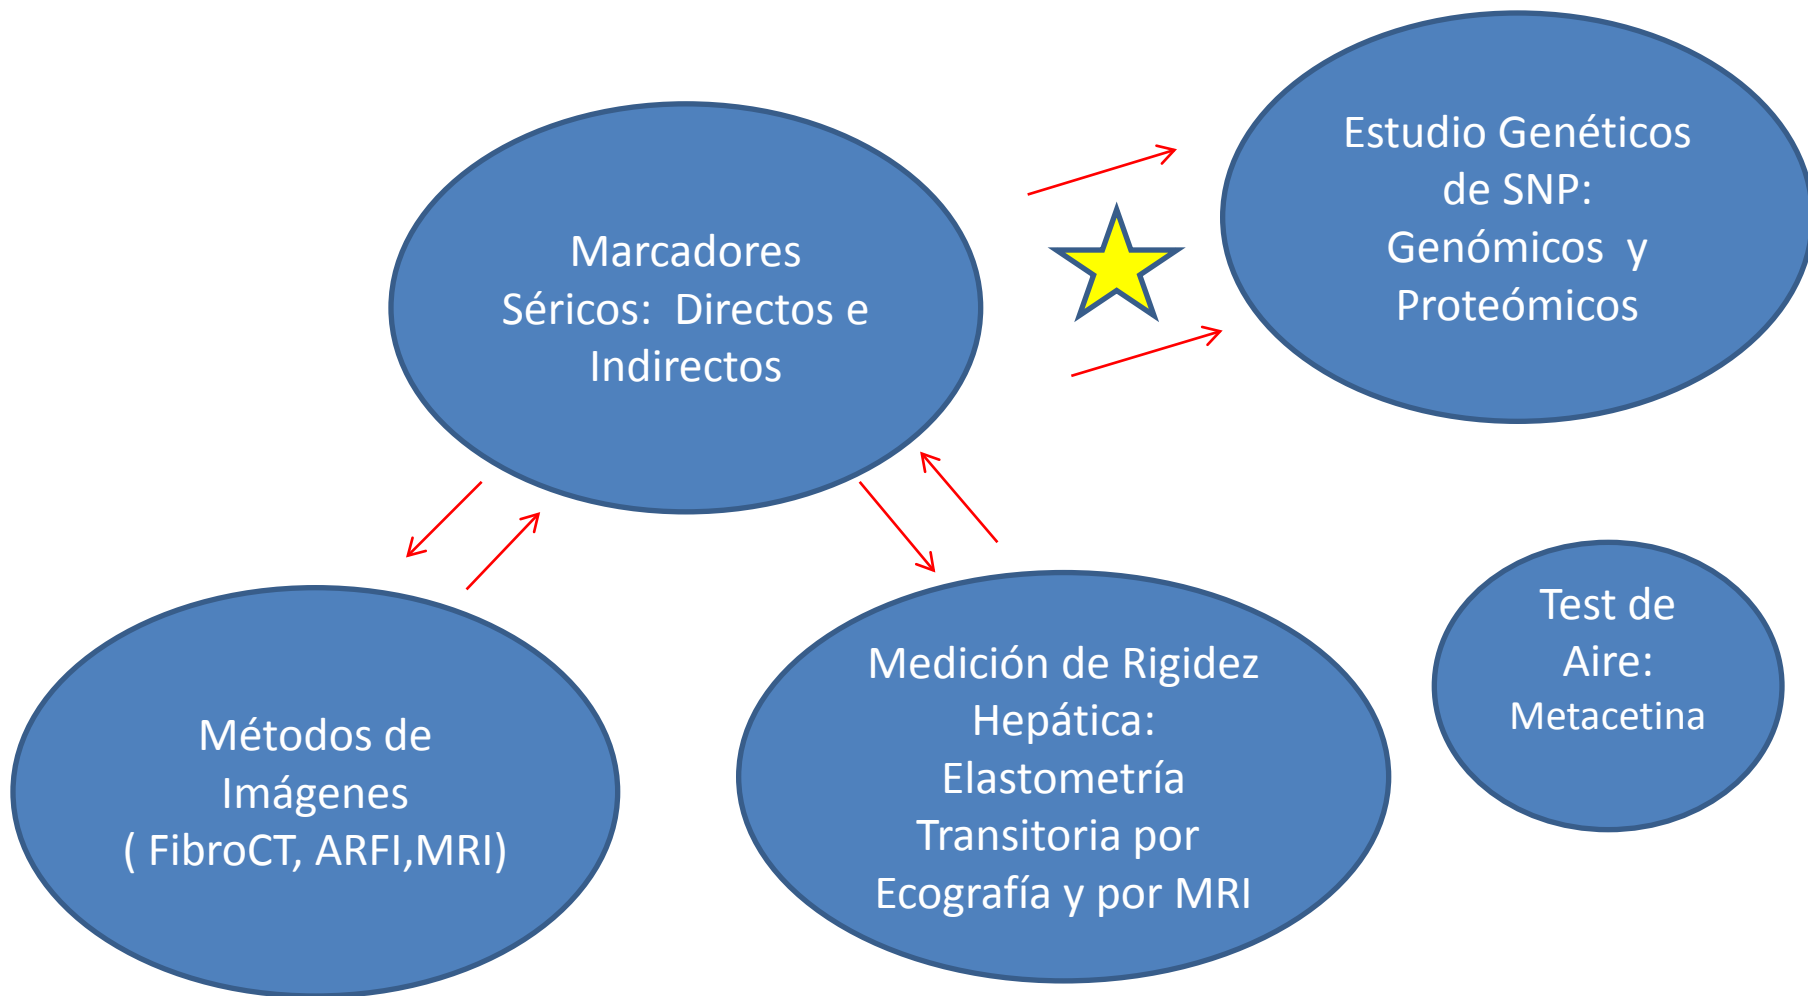 Marcadores
Séricos:  Directos e
Indirectos
Estudio Genéticos
de SNP:
Genómicos  y
Proteómicos
Métodos de
Imágenes
( FibroCT, ARFI,MRI)
Medición de Rigidez
Hepática:
Elastometría
Transitoria por
Ecografía y por MRI
Test de
Aire:
Metacetina